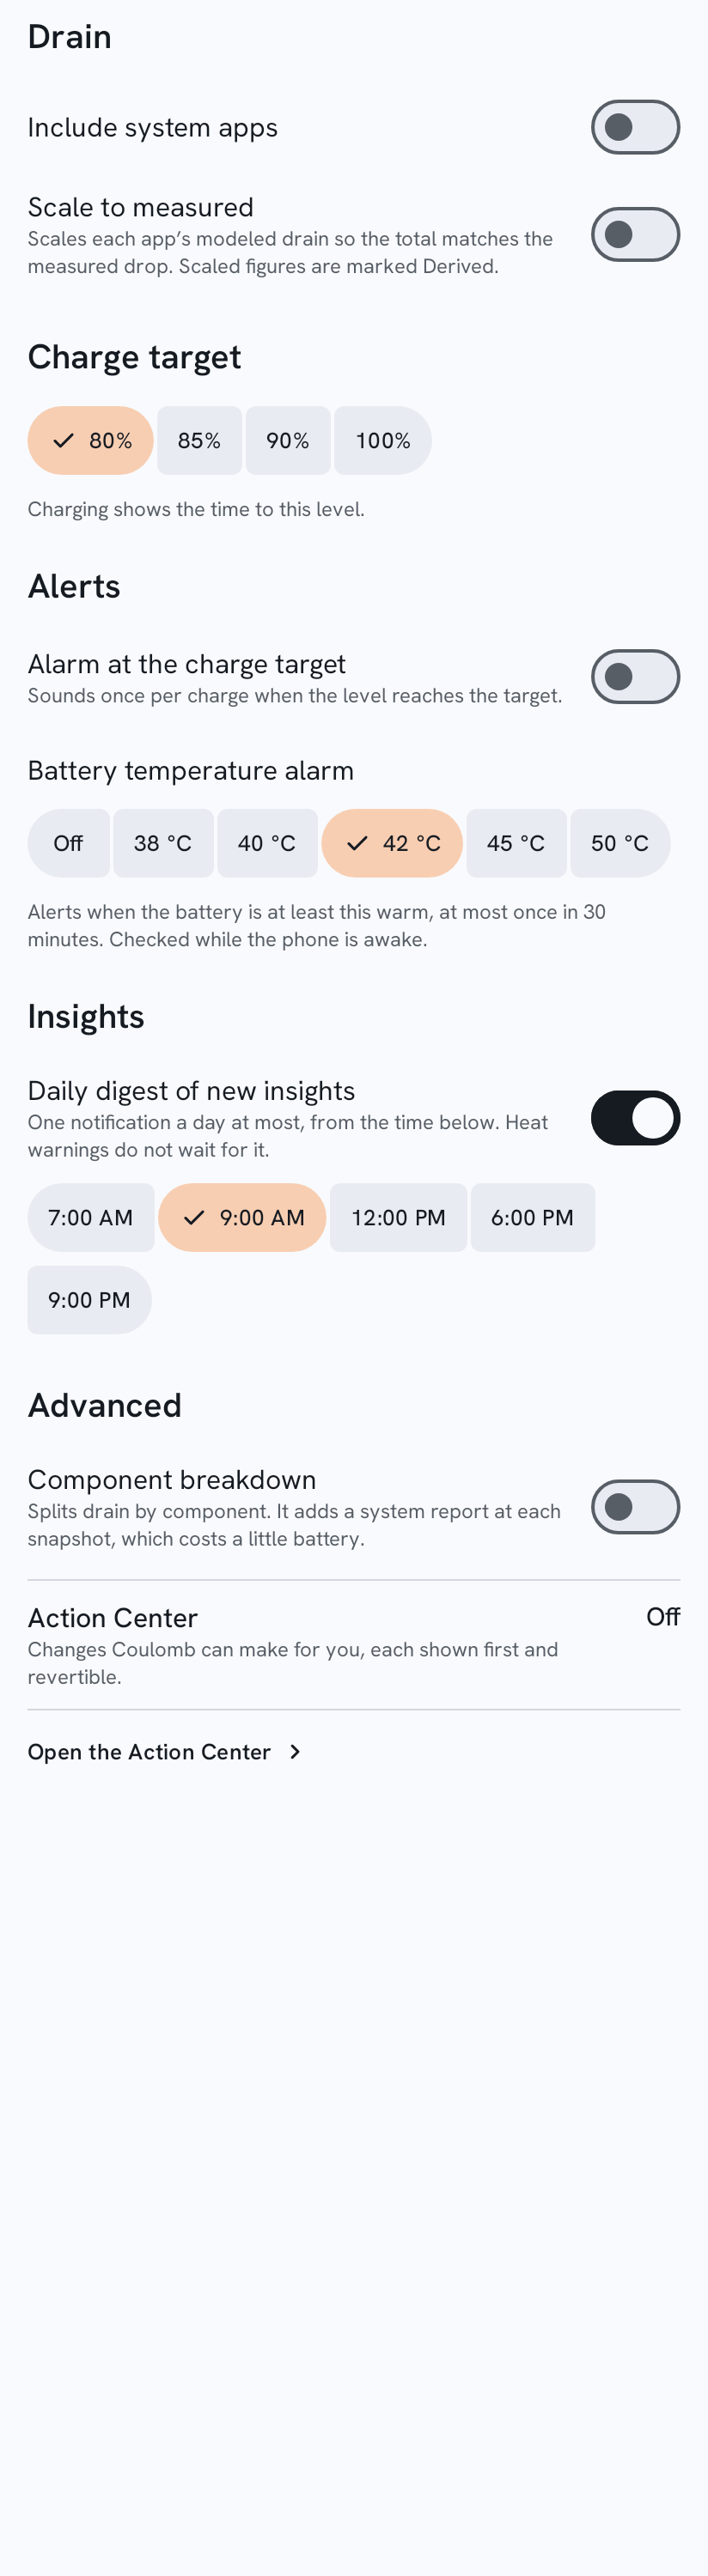 Drain
Include system apps
Scale to measured
Scales each app’s modeled drain so the total matches the
measured drop. Scaled figures are marked Derived.
Charge target
80%
85%
90%
100%
Charging shows the time to this level.
Alerts
Alarm at the charge target
Sounds once per charge when the level reaches the target.
Battery temperature alarm
Off
38 °C
40 °C
42 °C
45 °C
50 °C
Alerts when the battery is at least this warm, at most once in 30
minutes. Checked while the phone is awake.
Insights
Daily digest of new insights
One notification a day at most, from the time below. Heat
warnings do not wait for it.
7:00 AM
9:00 AM
12:00 PM
6:00 PM
9:00 PM
Advanced
Component breakdown
Splits drain by component. It adds a system report at each
snapshot, which costs a little battery.
Action Center
Off
Changes Coulomb can make for you, each shown first and
revertible.
Open the Action Center